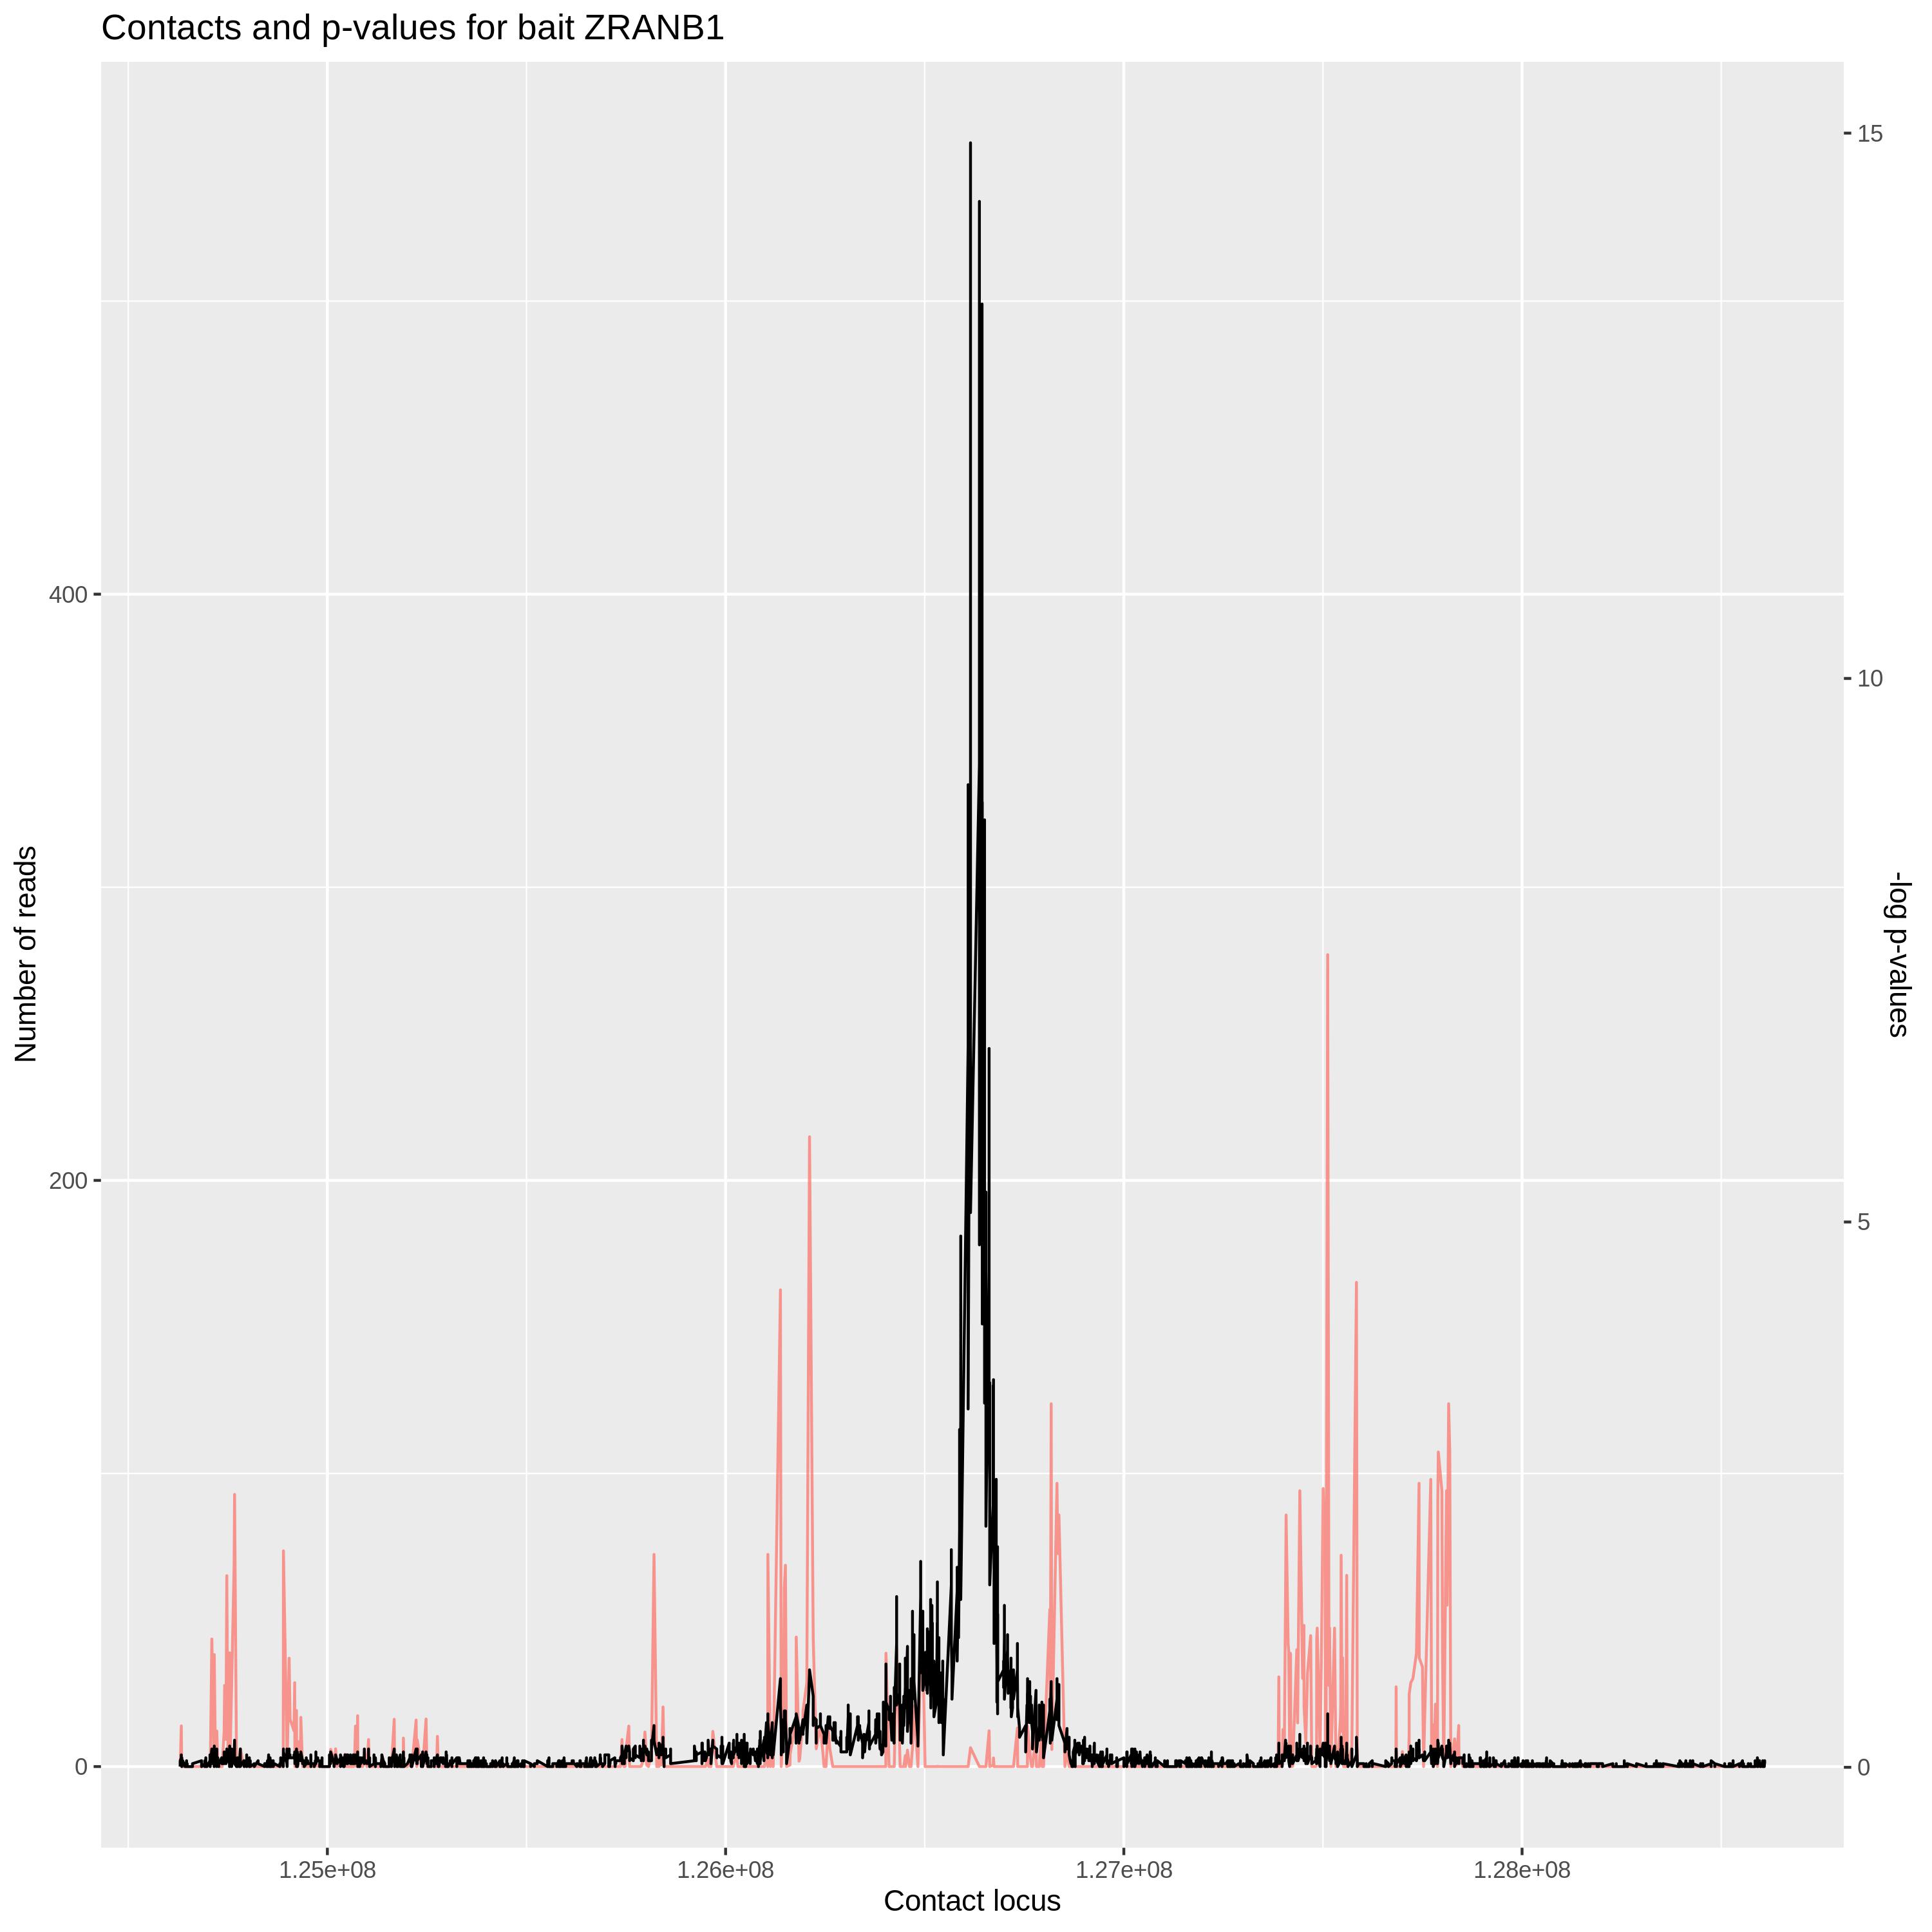 Contacts and p-values for bait ZRANB1
15
400
10
Number of reads
-log p-values
200
5
0
0
1.25e+08
1.26e+08
1.27e+08
1.28e+08
Contact locus